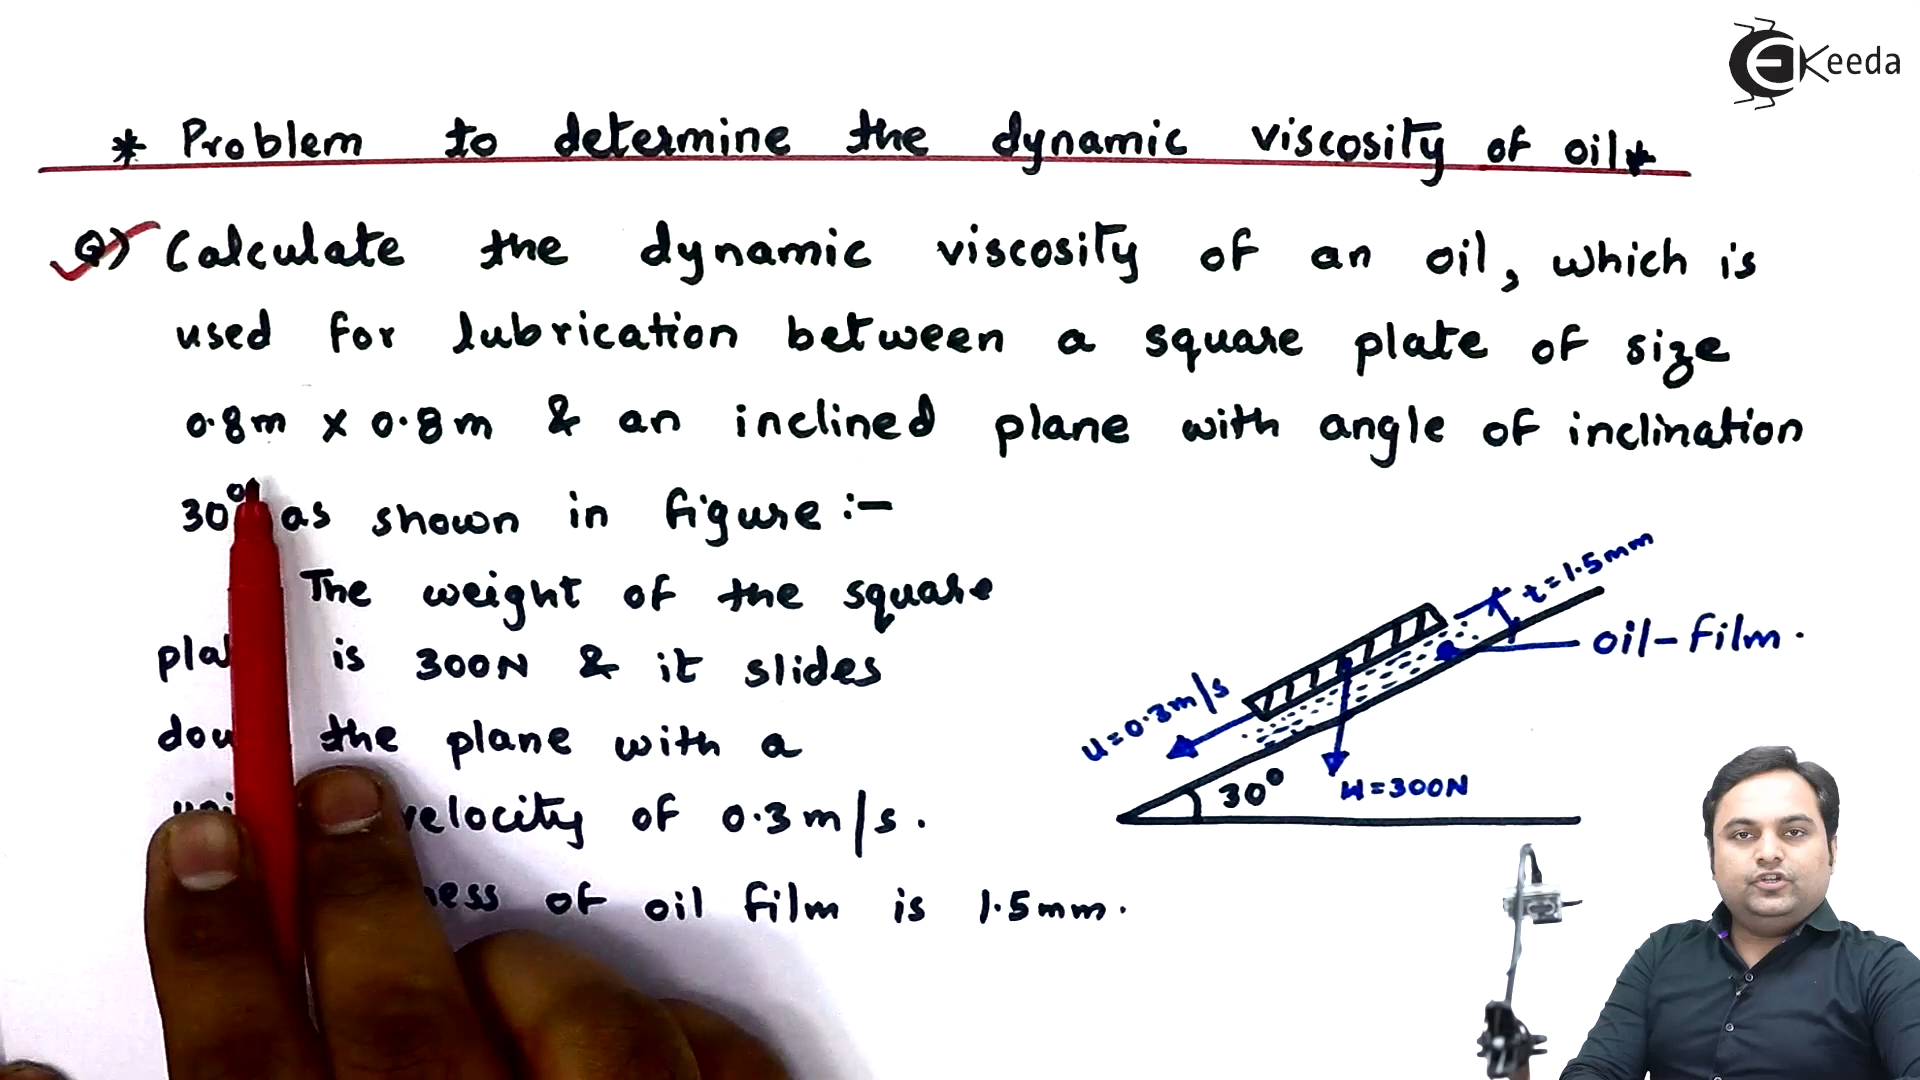 Keeda
* Problem to determine the dynamic viscosity of oil *
Q) Calculate the dynamic viscosity of an oil, which is
used for lubrication between a square plate of size
0.8m x 0.8m & an inclined plane with angle of inclination
30° as shown in figure :-
The weight of the square
is 300N & it slides
the plane with a
velocity of 0.3m/s.
of oil film is 1.5mm.
t=1.5mm
oil-film.
u=0.3m/s
30°
W=300N